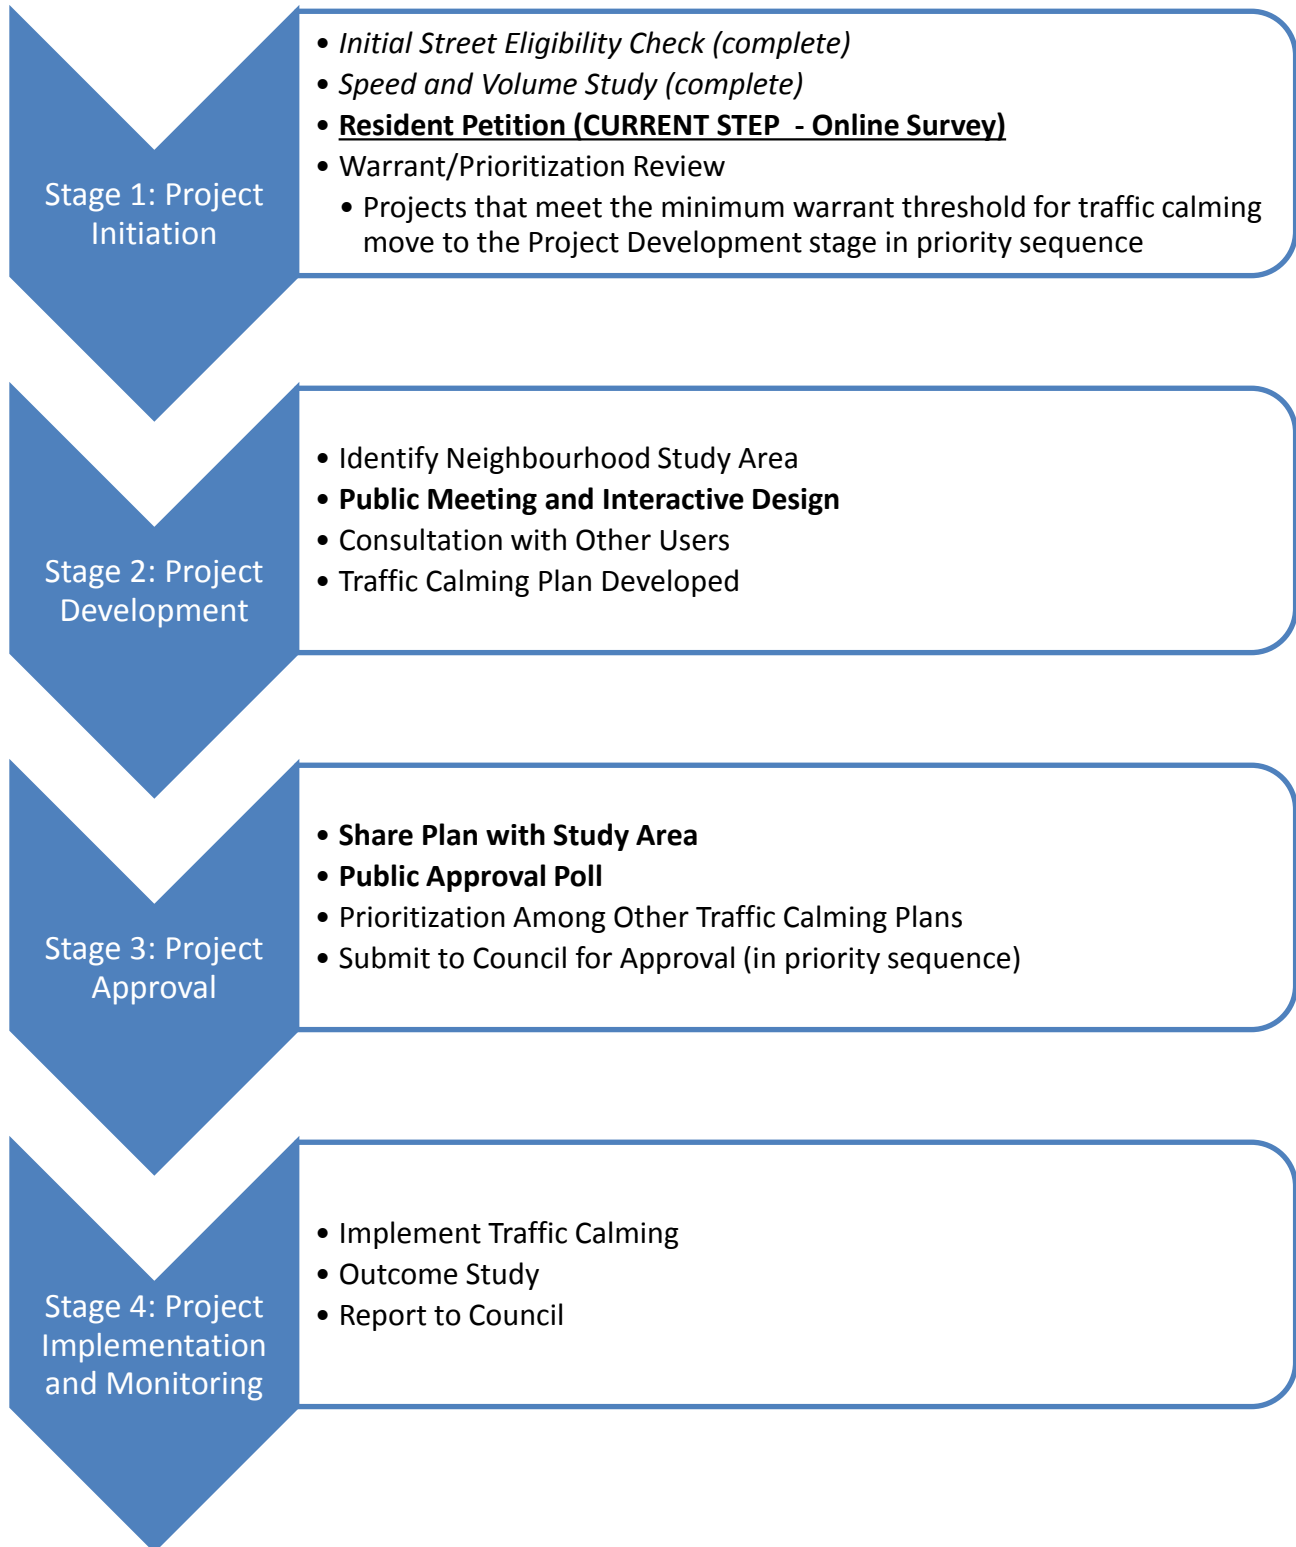 Stage 1: Project
Initiation
• Initial Street Eligibility Check (complete)
• Speed and Volume Study (complete)
• Resident Petition (CURRENT STEP  - Online Survey)
• Warrant/Prioritization Review
• Projects that meet the minimum warrant threshold for traffic calming
move to the Project Development stage in priority sequence
Stage 2: Project
Development
• Identify Neighbourhood Study Area
• Public Meeting and Interactive Design
• Consultation with Other Users
• Traffic Calming Plan Developed
Stage 3: Project
Approval
• Share Plan with Study Area
• Public Approval Poll
• Prioritization Among Other Traffic Calming Plans
• Submit to Council for Approval (in priority sequence)
Stage 4: Project
Implementation
and Monitoring
• Implement Traffic Calming
• Outcome Study
• Report to Council